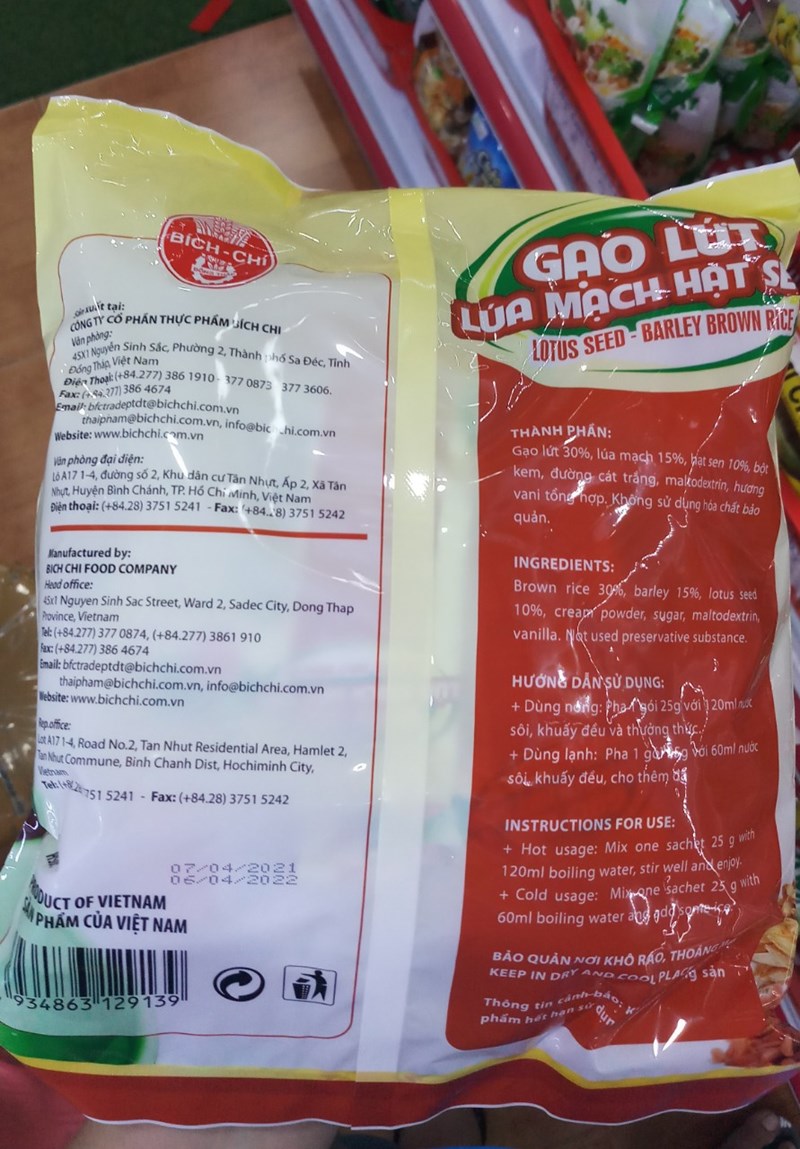 BÍCH-CHI
Sản xuất tại:
CÔNG TY CỔ PHẦN THỰC PHẨM BÍCH CHI
Văn phòng:
45X1 Nguyễn Sinh Sắc, Phường 2, Thành phố Sa Đéc, Tỉnh
Đồng Tháp, Việt Nam
Điện Thoại: (+84.277) 386 1910 - 377 0873 377 3606.
Fax: (+84.277) 386 4674
Email: bfctradeptdt@bichchi.com.vn
thaipham@bichchi.com.vn, info@bichchi.com.vn
Website: www.bichchi.com.vn
Văn phòng đại diện:
Lô A17 1-4, đường số 2, Khu dân cư Tân Nhựt, Ấp 2, Xã Tân
Nhựt, Huyện Bình Chánh, TP. Hồ Chí Minh, Việt Nam
Điện thoại: (+84.28) 3751 5241 - Fax: (+84.28) 3751 5242
Manufactured by:
BICH CHI FOOD COMPANY
Head office:
45x1 Nguyen Sinh Sac Street, Ward 2, Sadec City, Dong Thap
Province, Vietnam
Tel: (+84.277) 377 0874, (+84.277) 3861 910
Fax: (+84.277) 386 4674
Email: bfctradeptdt@bichchi.com.vn
thaipham@bichchi.com.vn, info@bichchi.com.vn
Website: www.bichchi.com.vn
Rep.office:
Lot A17 1-4, Road No.2, Tan Nhut Residential Area, Hamlet 2,
Tan Nhut Commune, Binh Chanh Dist, Hochiminh City,
Vietnam
Tel: 751 5241 - Fax: (+84.28) 3751 5242
07/04/2021
06/04/2022
PRODUCT OF VIETNAM
SẢN PHẨM CỦA VIỆT NAM
934863 129139
GẠO LỨT
LÚA MẠCH HẠT SE
LOTUS SEED - BARLEY BROWN RICE
THÀNH PHẦN:
Gạo lứt 30%, lúa mạch 15%, hạt sen 10%, bột
kem, đường cát trắng, maltodextrin, hương
vani tổng hợp. Không sử dụng hóa chất bảo
quản.
INGREDIENTS:
Brown rice 30%, barley 15%, lotus seed
10%, cream powder, sugar, maltodextrin,
vanilla. Not used preservative substance.
HƯỚNG DẪN SỬ DỤNG:
+ Dùng nóng: Pha 1 gói 25g với 120ml nước
sôi, khuấy đều và thưởng thức.
+ Dùng lạnh: Pha 1 gói 25g với 60ml nước
sôi, khuấy đều, cho thêm đá
INSTRUCTIONS FOR USE:
+ Hot usage: Mix one sachet 25 g with
120ml boiling water, stir well and enjoy.
+ Cold usage: Mix one sachet 25 g with
60ml boiling water and add some ice.
BẢO QUẢN NƠI KHÔ RÁO, THOÁNG
KEEP IN DRY AND COOL PLACE
sản
Thông tin cảnh báo:
phẩm hết hạn sử dụng